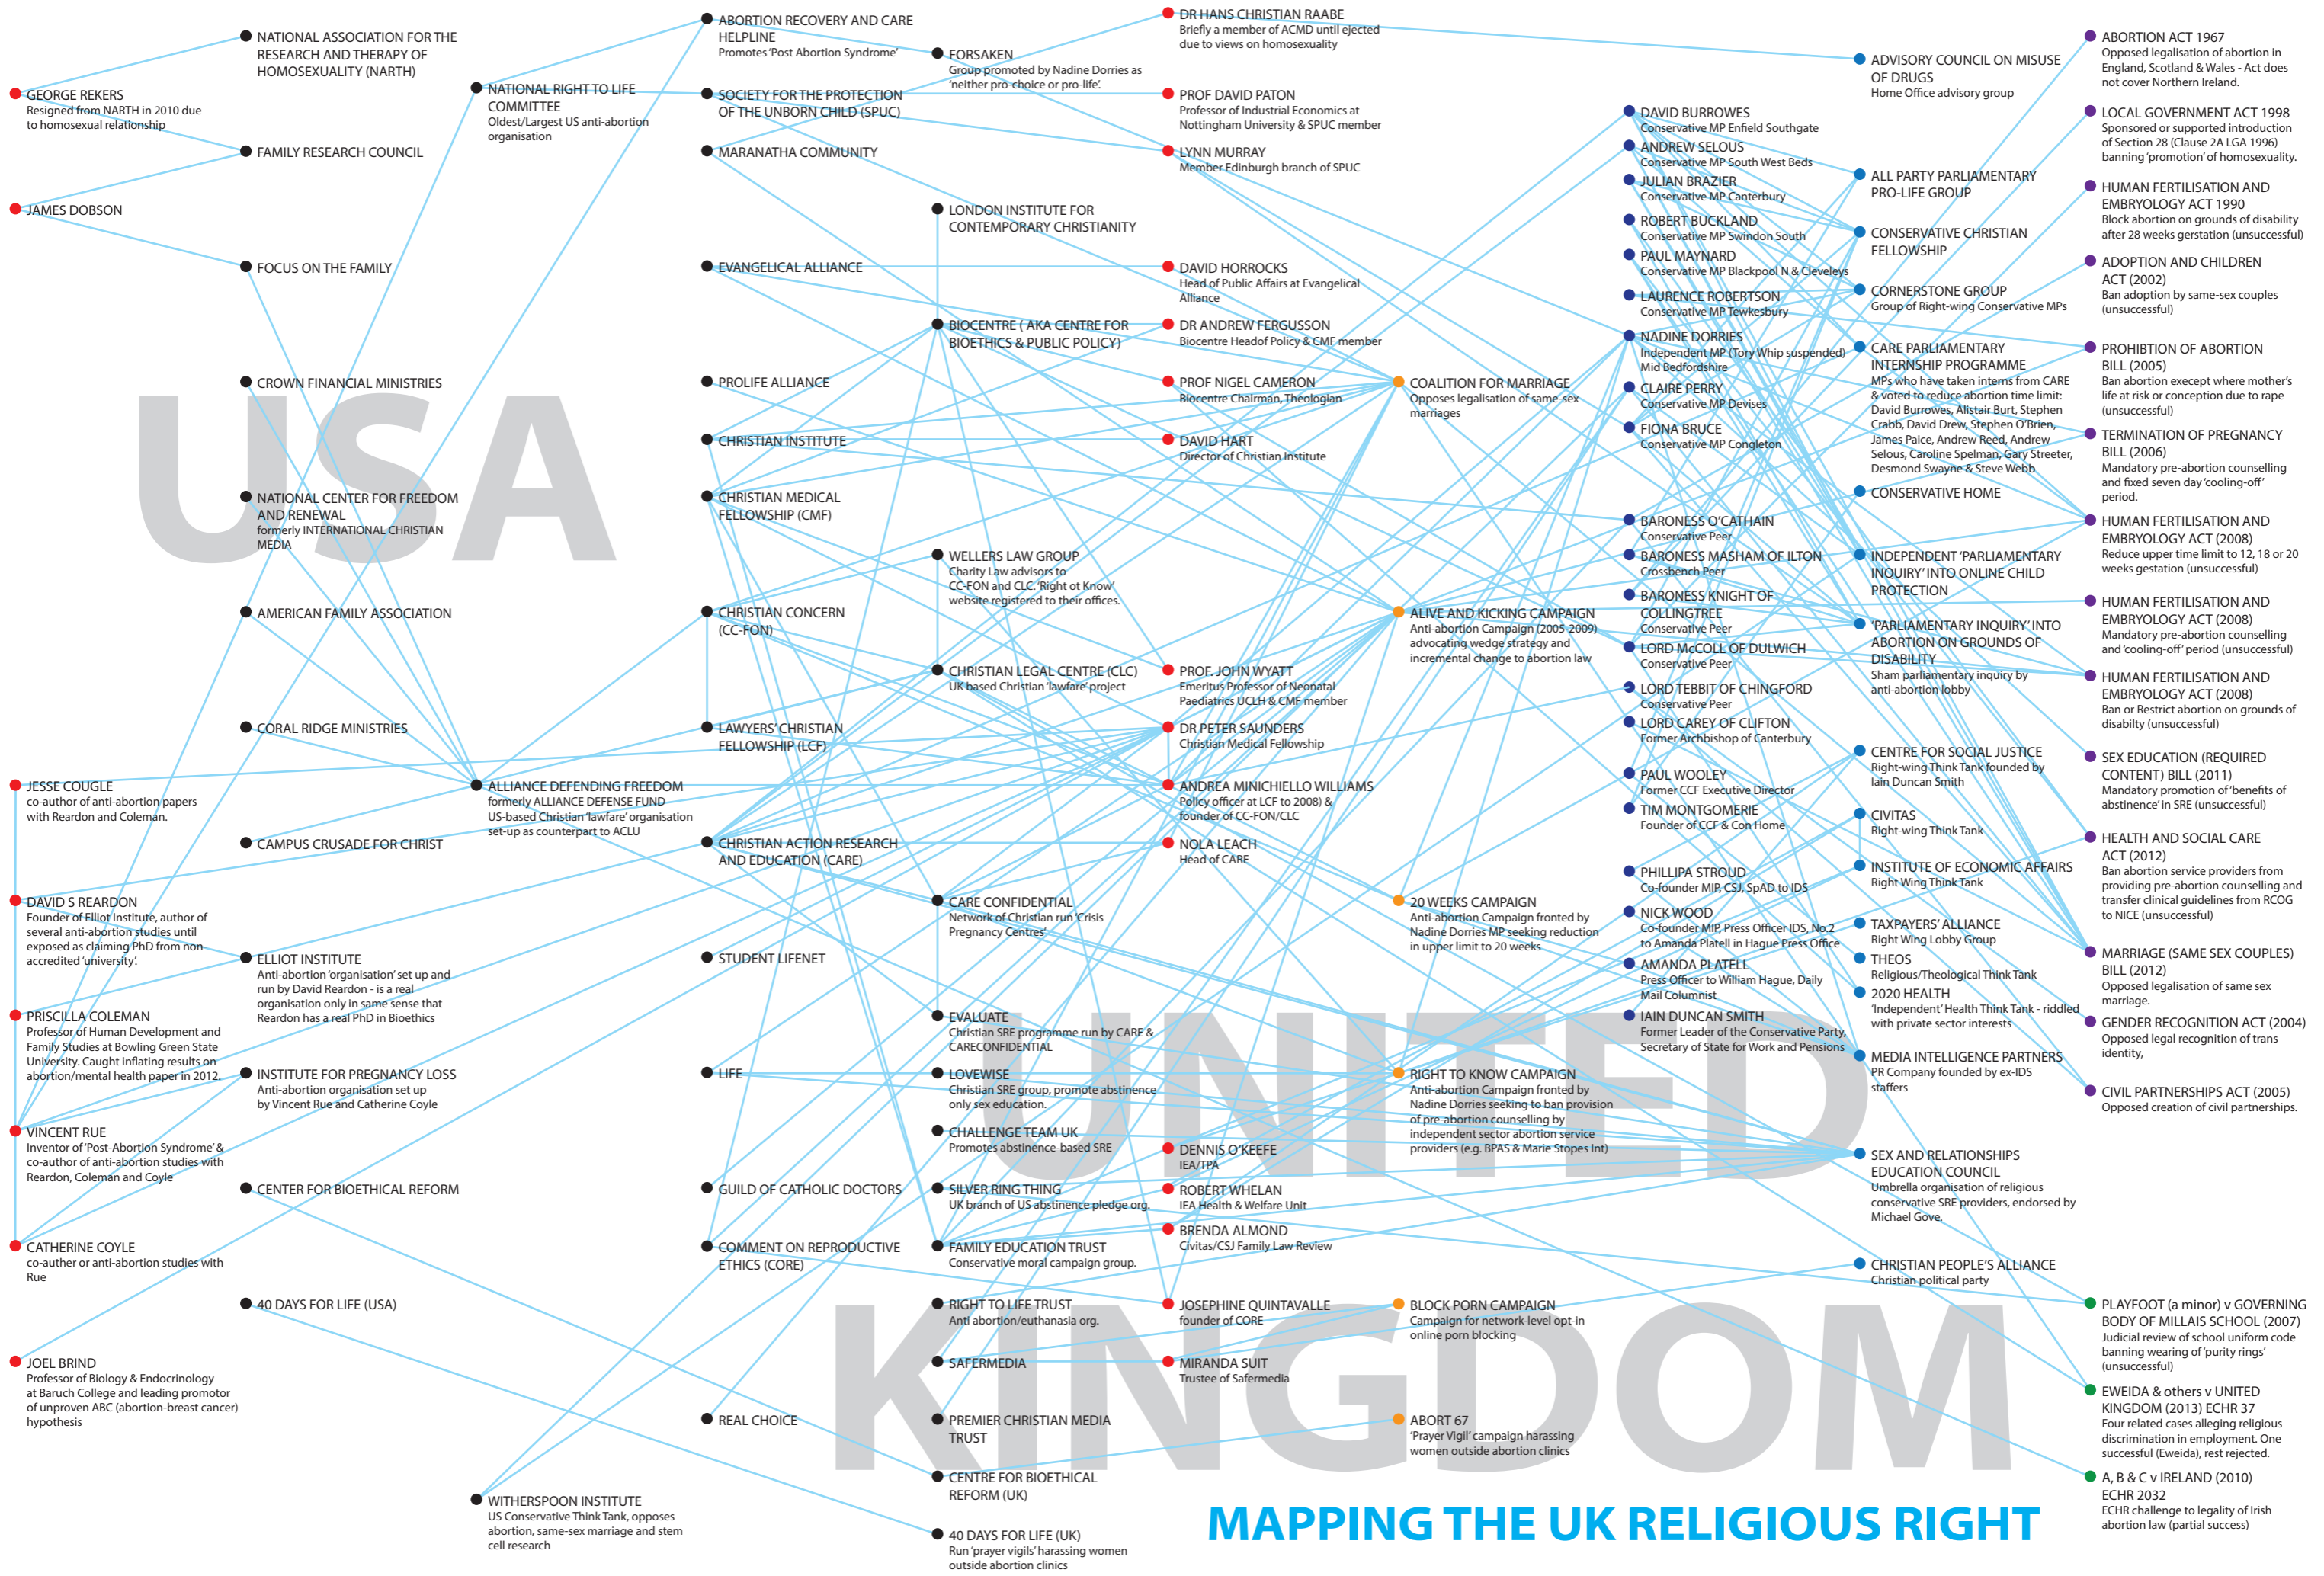 NATIONAL ASSOCIATION FOR THE
RESEARCH AND THERAPY OF
HOMOSEXUALITY (NARTH)
GEORGE REKERS
Resigned from NARTH in 2010 due
to homosexual relationship
FAMILY RESEARCH COUNCIL
JAMES DOBSON
FOCUS ON THE FAMILY
CROWN FINANCIAL MINISTRIES
USA
NATIONAL CENTER FOR FREEDOM
AND RENEWAL
formerly INTERNATIONAL CHRISTIAN
MEDIA
AMERICAN FAMILY ASSOCIATION
CORAL RIDGE MINISTRIES
JESSE COUGLE
co-author of anti-abortion papers
with Reardon and Coleman.
CAMPUS CRUSADE FOR CHRIST
DAVID S REARDON
Founder of Elliot Institute, author of
several anti-abortion studies until
exposed as claiming PhD from non-
accredited 'university'.
ELLIOT INSTITUTE
Anti-abortion 'organisation' set up and
run by David Reardon - is a real
organisation only in same sense that
Reardon has a real PhD in Bioethics
PRISCILLA COLEMAN
Professor of Human Development and
Family Studies at Bowling Green State
University. Caught inflating results on
abortion/mental health paper in 2012.
INSTITUTE FOR PREGNANCY LOSS
Anti-abortion organisation set up
by Vincent Rue and Catherine Coyle
VINCENT RUE
Inventor of 'Post-Abortion Syndrome' &
co-author of anti-abortion studies with
Reardon, Coleman and Coyle
CENTER FOR BIOETHICAL REFORM
CATHERINE COYLE
co-auther or anti-abortion studies with
Rue
40 DAYS FOR LIFE (USA)
JOEL BRIND
Professor of Biology & Endocrinology
at Baruch College and leading promotor
of unproven ABC (abortion-breast cancer)
hypothesis
NATIONAL RIGHT TO LIFE
COMMITTEE
Oldest/Largest US anti-abortion
organisation
ALLIANCE DEFENDING FREEDOM
formerly ALLIANCE DEFENSE FUND
US-based Christian 'lawfare' organisation
set-up as counterpart to ACLU
WITHERSPOON INSTITUTE
US Conservative Think Tank, opposes
abortion, same-sex marriage and stem
cell research
ABORTION RECOVERY AND CARE
HELPLINE
Promotes 'Post Abortion Syndrome'
SOCIETY FOR THE PROTECTION
OF THE UNBORN CHILD (SPUC)
MARANATHA COMMUNITY
EVANGELICAL ALLIANCE
PROLIFE ALLIANCE
CHRISTIAN INSTITUTE
CHRISTIAN MEDICAL
FELLOWSHIP (CMF)
CHRISTIAN CONCERN
(CC-FON)
LAWYERS' CHRISTIAN
FELLOWSHIP (LCF)
CHRISTIAN ACTION RESEARCH
AND EDUCATION (CARE)
STUDENT LIFENET
LIFE
GUILD OF CATHOLIC DOCTORS
COMMENT ON REPRODUCTIVE
ETHICS (CORE)
REAL CHOICE
FORSAKEN
Group promoted by Nadine Dorries as
'neither pro-choice or pro-life'.
LONDON INSTITUTE FOR
CONTEMPORARY CHRISTIANITY
BIOCENTRE ( AKA CENTRE FOR
BIOETHICS & PUBLIC POLICY)
WELLERS LAW GROUP
Charity Law advisors to
CC-FON and CLC. 'Right ot Know'
website registered to their offices.
CHRISTIAN LEGAL CENTRE (CLC)
UK based Christian 'lawfare' project
CARE CONFIDENTIAL
Network of Christian run 'Crisis
Pregnancy Centres'
EVALUATE
Christian SRE programme run by CARE &
CARECONFIDENTIAL
LOVEWISE
Christian SRE group, promote abstinence
only sex education.
CHALLENGE TEAM UK
Promotes abstinence-based SRE
SILVER RING THING
UK branch of US abstinence pledge org.
FAMILY EDUCATION TRUST
Conservative moral campaign group.
RIGHT TO LIFE TRUST
Anti abortion/euthanasia org.
SAFERMEDIA
PREMIER CHRISTIAN MEDIA
TRUST
CENTRE FOR BIOETHICAL
REFORM (UK)
40 DAYS FOR LIFE (UK)
Run 'prayer vigils' harassing women
outside abortion clinics
DR HANS CHRISTIAN RAABE
Briefly a member of ACMD until ejected
due to views on homosexuality
PROF DAVID PATON
Professor of Industrial Economics at
Nottingham University & SPUC member
LYNN MURRAY
Member Edinburgh branch of SPUC
DAVID HORROCKS
Head of Public Affairs at Evangelical
Alliance
DR ANDREW FERGUSSON
Biocentre Headof Policy & CMF member
PROF NIGEL CAMERON
Biocentre Chairman, Theologian
DAVID HART
Director of Christian Institute
PROF. JOHN WYATT
Emeritus Professor of Neonatal
Paediatrics UCLH & CMF member
DR PETER SAUNDERS
Christian Medical Fellowship
ANDREA MINICHIELLO WILLIAMS
Policy officer at LCF to 2008) &
founder of CC-FON/CLC
NOLA LEACH
Head of CARE
DENNIS O'KEEFE
IEA/TPA
ROBERT WHELAN
IEA Health & Welfare Unit
BRENDA ALMOND
Civitas/CSJ Family Law Review
JOSEPHINE QUINTAVALLE
founder of CORE
MIRANDA SUIT
Trustee of Safermedia
COALITION FOR MARRIAGE
Opposes legalisation of same-sex
marriages
ALIVE AND KICKING CAMPAIGN
Anti-abortion Campaign (2005-2009)
advocating wedge strategy and
incremental change to abortion law
20 WEEKS CAMPAIGN
Anti-abortion Campaign fronted by
Nadine Dorries MP seeking reduction
in upper limit to 20 weeks
RIGHT TO KNOW CAMPAIGN
Anti-abortion Campaign fronted by
Nadine Dorries seeking to ban provision
of pre-abortion counselling by
independent sector abortion service
providers (e.g. BPAS & Marie Stopes Int)
BLOCK PORN CAMPAIGN
Campaign for network-level opt-in
online porn blocking
ABORT 67
'Prayer Vigil' campaign harassing
women outside abortion clinics
UNITED
KINGDOM
DAVID BURROWES
Conservative MP Enfield Southgate
ANDREW SELOUS
Conservative MP South West Beds
JULIAN BRAZIER
Conservative MP Canterbury
ROBERT BUCKLAND
Conservative MP Swindon South
PAUL MAYNARD
Conservative MP Blackpool N & Cleveleys
LAURENCE ROBERTSON
Conservative MP Tewkesbury
NADINE DORRIES
Independent MP (Tory Whip suspended)
Mid Bedfordshire
CLAIRE PERRY
Conservative MP Devises
FIONA BRUCE
Conservative MP Congleton
BARONESS O'CATHAIN
Conservative Peer
BARONESS MASHAM OF ILTON
Crossbench Peer
BARONESS KNIGHT OF
COLLINGTREE
Conservative Peer
LORD McCOLL OF DULWICH
Conservative Peer
LORD TEBBIT OF CHINGFORD
Conservative Peer
LORD CAREY OF CLIFTON
Former Archbishop of Canterbury
PAUL WOOLEY
Former CCF Executive Director
TIM MONTGOMERIE
Founder of CCF & Con Home
PHILLIPA STROUD
Co-founder MIP, CSJ, SpAD to IDS
NICK WOOD
Co-founder MIP, Press Officer IDS, No.2
to Amanda Platell in Hague Press Office
AMANDA PLATELL
Press Officer to William Hague, Daily
Mail Columnist
IAIN DUNCAN SMITH
Former Leader of the Conservative Party,
Secretary of State for Work and Pensions
ADVISORY COUNCIL ON MISUSE
OF DRUGS
Home Office advisory group
ALL PARTY PARLIAMENTARY
PRO-LIFE GROUP
CONSERVATIVE CHRISTIAN
FELLOWSHIP
CORNERSTONE GROUP
Group of Right-wing Conservative MPs
CARE PARLIAMENTARY
INTERNSHIP PROGRAMME
MPs who have taken interns from CARE
& voted to reduce abortion time limit:
David Burrowes, Alistair Burt, Stephen
Crabb, David Drew, Stephen O'Brien,
James Paice, Andrew Reed, Andrew
Selous, Caroline Spelman, Gary Streeter,
Desmond Swayne & Steve Webb
CONSERVATIVE HOME
INDEPENDENT 'PARLIAMENTARY
INQUIRY' INTO ONLINE CHILD
PROTECTION
'PARLIAMENTARY INQUIRY' INTO
ABORTION ON GROUNDS OF
DISABILITY
Sham parliamentary inquiry by
anti-abortion lobby
CENTRE FOR SOCIAL JUSTICE
Right-wing Think Tank founded by
Iain Duncan Smith
CIVITAS
Right-wing Think Tank
INSTITUTE OF ECONOMIC AFFAIRS
Right Wing Think Tank
TAXPAYERS' ALLIANCE
Right Wing Lobby Group
THEOS
Religious/Theological Think Tank
2020 HEALTH
'Independent' Health Think Tank - riddled
with private sector interests
MEDIA INTELLIGENCE PARTNERS
PR Company founded by ex-IDS
staffers
SEX AND RELATIONSHIPS
EDUCATION COUNCIL
Umbrella organisation of religious
conservative SRE providers, endorsed by
Michael Gove.
CHRISTIAN PEOPLE'S ALLIANCE
Christian political party
ABORTION ACT 1967
Opposed legalisation of abortion in
England, Scotland & Wales - Act does
not cover Northern Ireland.
LOCAL GOVERNMENT ACT 1998
Sponsored or supported introduction
of Section 28 (Clause 2A LGA 1996)
banning 'promotion' of homosexuality.
HUMAN FERTILISATION AND
EMBRYOLOGY ACT 1990
Block abortion on grounds of disability
after 28 weeks gerstation (unsuccessful)
ADOPTION AND CHILDREN
ACT (2002)
Ban adoption by same-sex couples
(unsuccessful)
PROHIBTION OF ABORTION
BILL (2005)
Ban abortion execept where mother's
life at risk or conception due to rape
(unsuccessful)
TERMINATION OF PREGNANCY
BILL (2006)
Mandatory pre-abortion counselling
and fixed seven day 'cooling-off'
period.
HUMAN FERTILISATION AND
EMBRYOLOGY ACT (2008)
Reduce upper time limit to 12, 18 or 20
weeks gestation (unsuccessful)
HUMAN FERTILISATION AND
EMBRYOLOGY ACT (2008)
Mandatory pre-abortion counselling
and 'cooling-off' period (unsuccessful)
HUMAN FERTILISATION AND
EMBRYOLOGY ACT (2008)
Ban or Restrict abortion on grounds of
disabilty (unsuccessful)
SEX EDUCATION (REQUIRED
CONTENT) BILL (2011)
Mandatory promotion of 'benefits of
abstinence' in SRE (unsuccessful)
HEALTH AND SOCIAL CARE
ACT (2012)
Ban abortion service providers from
providing pre-abortion counselling and
transfer clinical guidelines from RCOG
to NICE (unsuccessful)
MARRIAGE (SAME SEX COUPLES)
BILL (2012)
Opposed legalisation of same sex
marriage.
GENDER RECOGNITION ACT (2004)
Opposed legal recognition of trans
identity,
CIVIL PARTNERSHIPS ACT (2005)
Opposed creation of civil partnerships.
PLAYFOOT (a minor) v GOVERNING
BODY OF MILLAIS SCHOOL (2007)
Judicial review of school uniform code
banning wearing of 'purity rings'
(unsuccessful)
EWEIDA & others v UNITED
KINGDOM (2013) ECHR 37
Four related cases alleging religious
discrimination in employment. One
successful (Eweida), rest rejected.
A, B & C v IRELAND (2010)
ECHR 2032
ECHR challenge to legality of Irish
abortion law (partial success)
MAPPING THE UK RELIGIOUS RIGHT